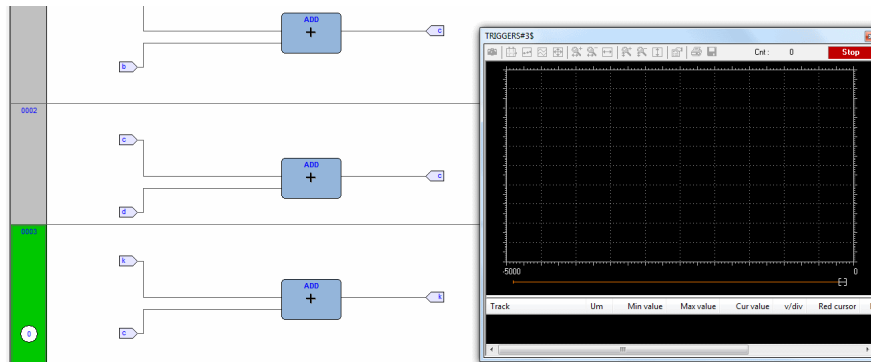 ADD
+
c
b
0002
c
ADD
+
c
d
0003
k
ADD
+
k
c
0
TRIGGERS#3$
Cnt : 0 Stop
-5000 0
Track Um Min value Max value Cur value v/div Red cursor